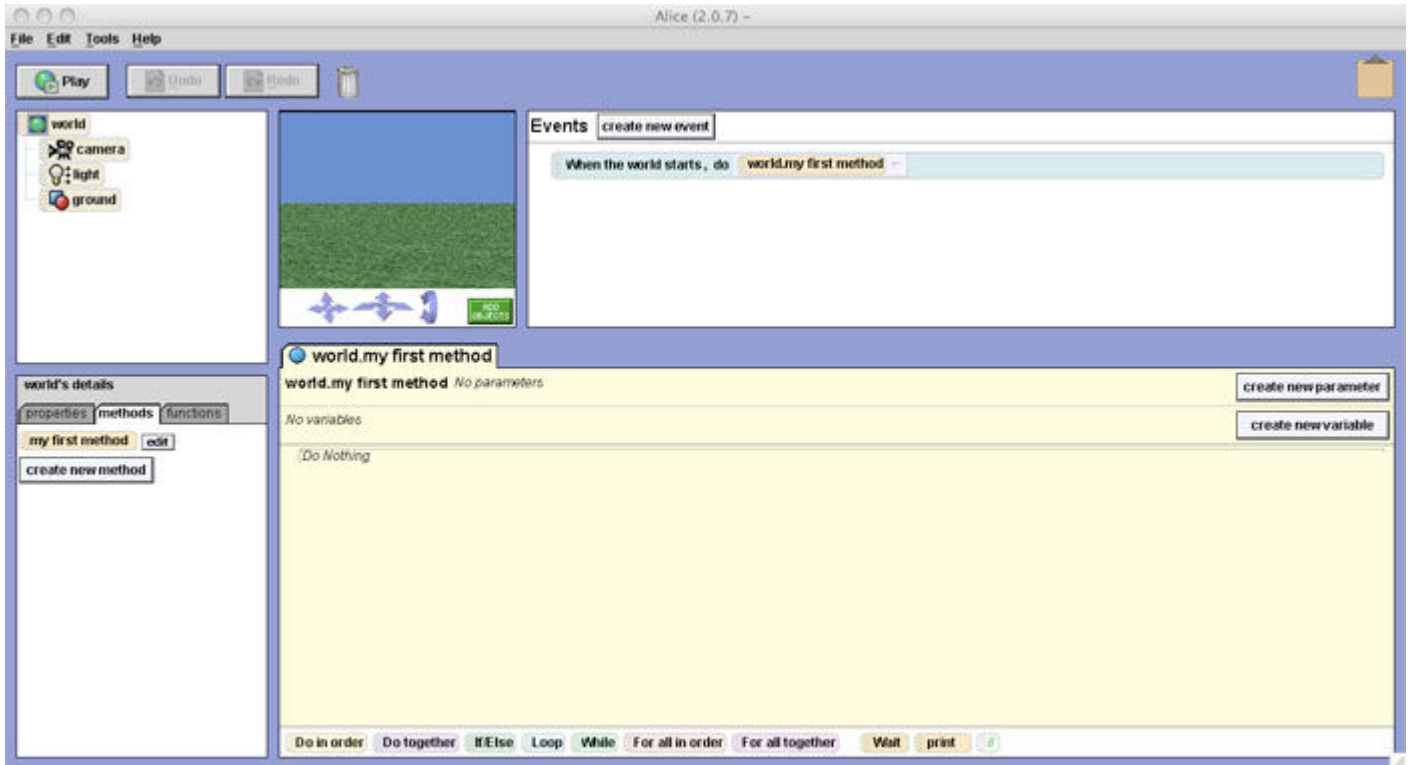 Alice (2.0.7) –
File Edit Tools Help
Play Undo Redo
world
camera
light
ground
ADD
OBJECTS
Events create new event
When the world starts , do world.my first method
world's details
properties methods functions
my first method edit
create new method
world.my first method
world.my first method No parameters create new parameter
No variables create new variable
(Do Nothing
Do in order Do together If/Else Loop While For all in order For all together Wait print //